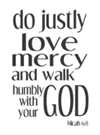 do justly
love
mercy
and walk
humbly
with
your GOD
Micah 6:8